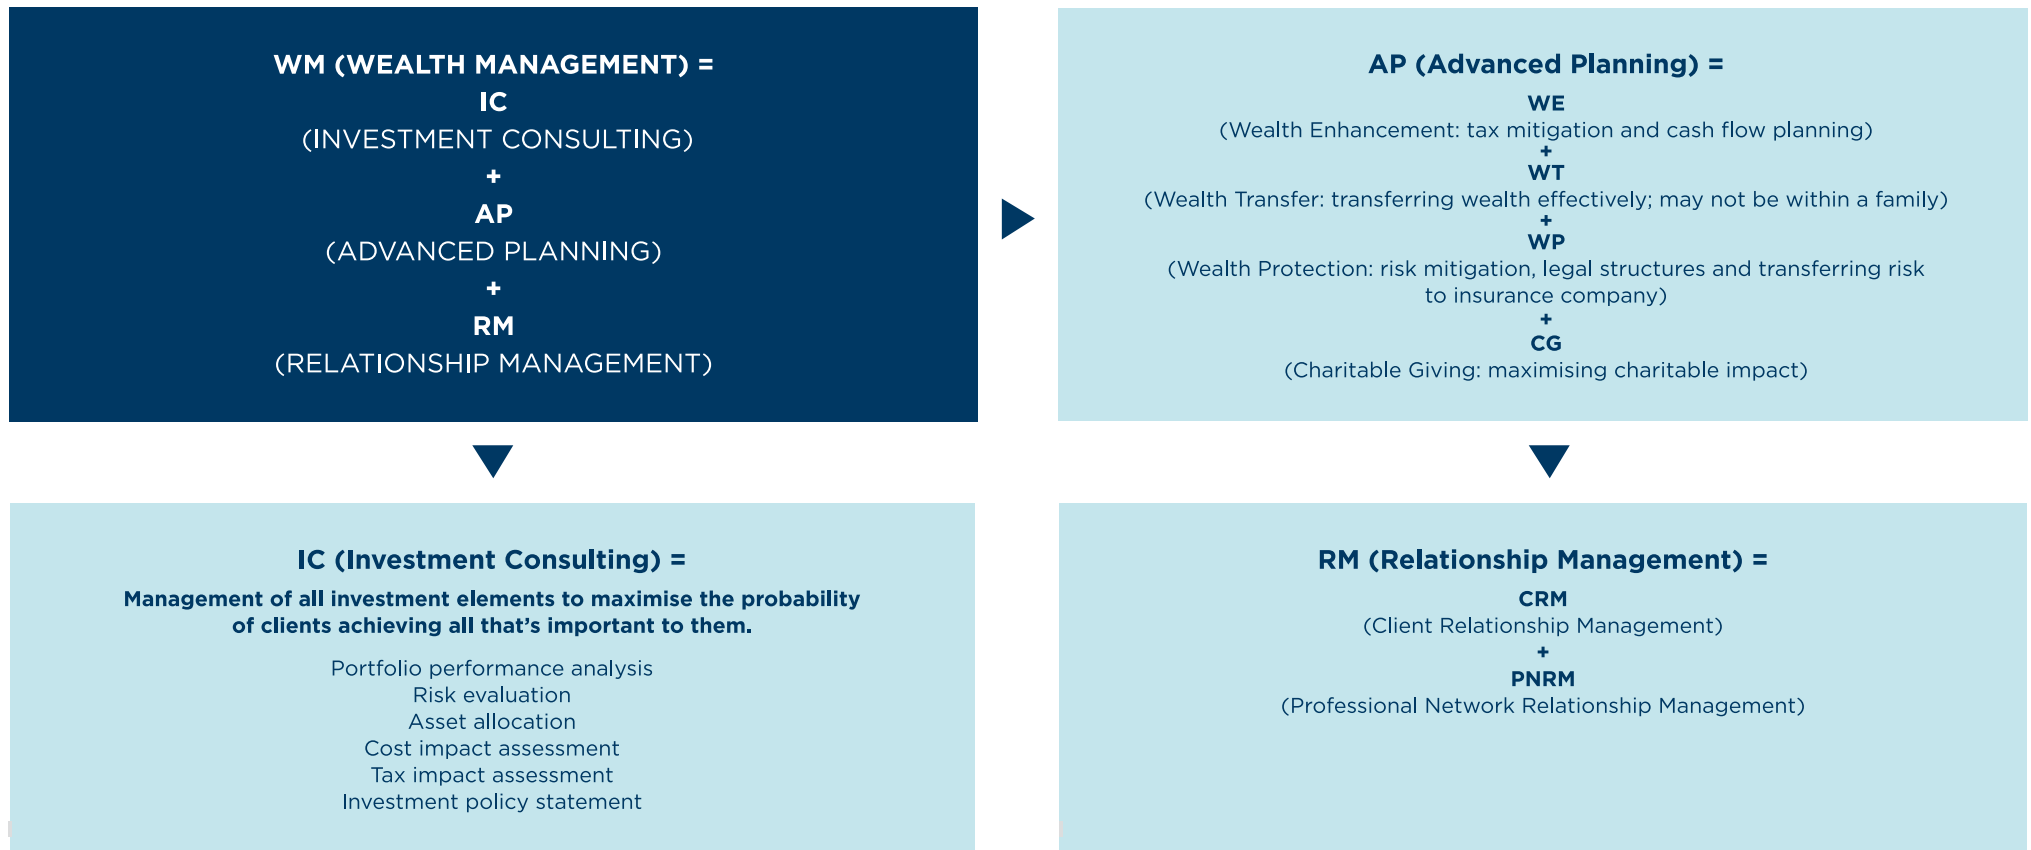 WM (WEALTH MANAGEMENT) =
IC
(INVESTMENT CONSULTING)
+
AP
(ADVANCED PLANNING)
+
RM
(RELATIONSHIP MANAGEMENT)
AP (Advanced Planning) =
WE
(Wealth Enhancement: tax mitigation and cash flow planning)
+
WT
(Wealth Transfer: transferring wealth effectively; may not be within a family)
+
WP
(Wealth Protection: risk mitigation, legal structures and transferring risk
to insurance company)
+
CG
(Charitable Giving: maximising charitable impact)
IC (Investment Consulting) =
Management of all investment elements to maximise the probability
of clients achieving all that's important to them.
Portfolio performance analysis
Risk evaluation
Asset allocation
Cost impact assessment
Tax impact assessment
Investment policy statement
RM (Relationship Management) =
CRM
(Client Relationship Management)
+
PNRM
(Professional Network Relationship Management)